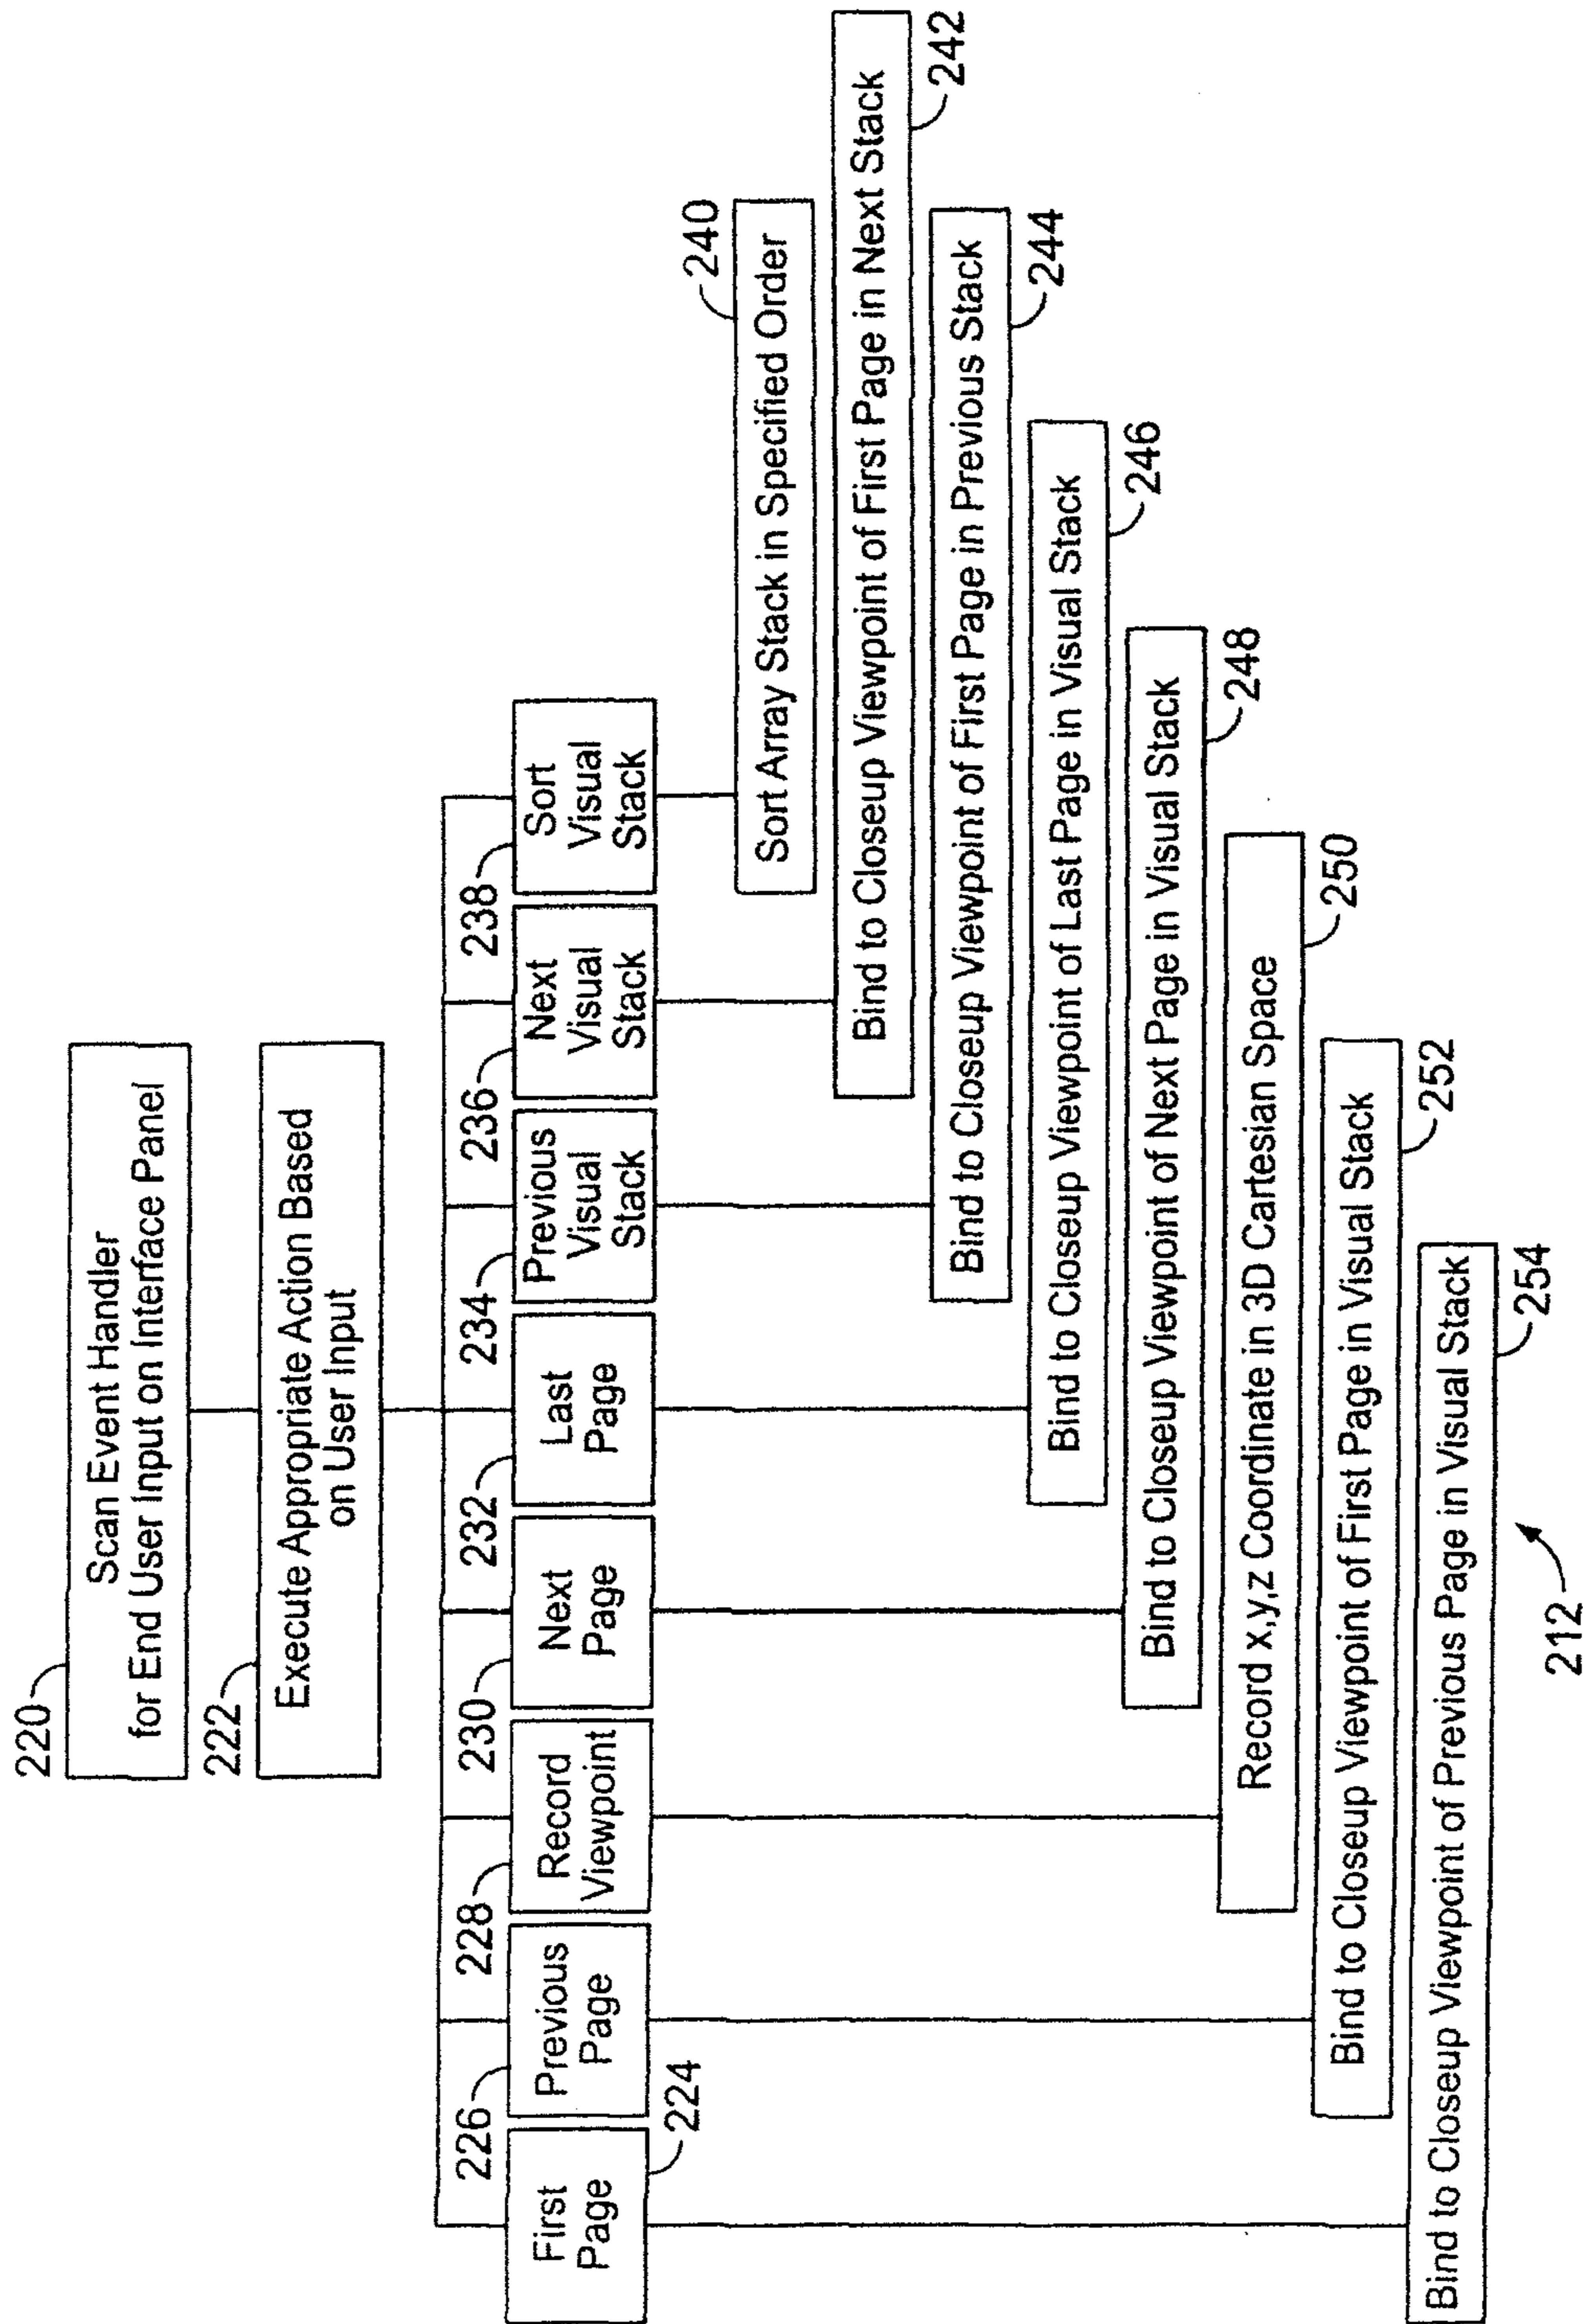 220
Scan Event Handler
for End User Input on Interface Panel
222
Execute Appropriate Action Based
on User Input
First
Page
224
226
Previous
Page
228
Record
Viewpoint
230
Next
Page
232
Last
Page
234
Previous
Visual
Stack
236
Next
Visual
Stack
238
Sort
Visual
Stack
240
Sort Array Stack in Specified Order
Bind to Closeup Viewpoint of First Page in Next Stack
242
Bind to Closeup Viewpoint of First Page in Previous Stack
244
Bind to Closeup Viewpoint of Last Page in Visual Stack
246
Bind to Closeup Viewpoint of Next Page in Visual Stack
248
Record x,y,z Coordinate in 3D Cartesian Space
250
Bind to Closeup Viewpoint of First Page in Visual Stack
252
Bind to Closeup Viewpoint of Previous Page in Visual Stack
254
212